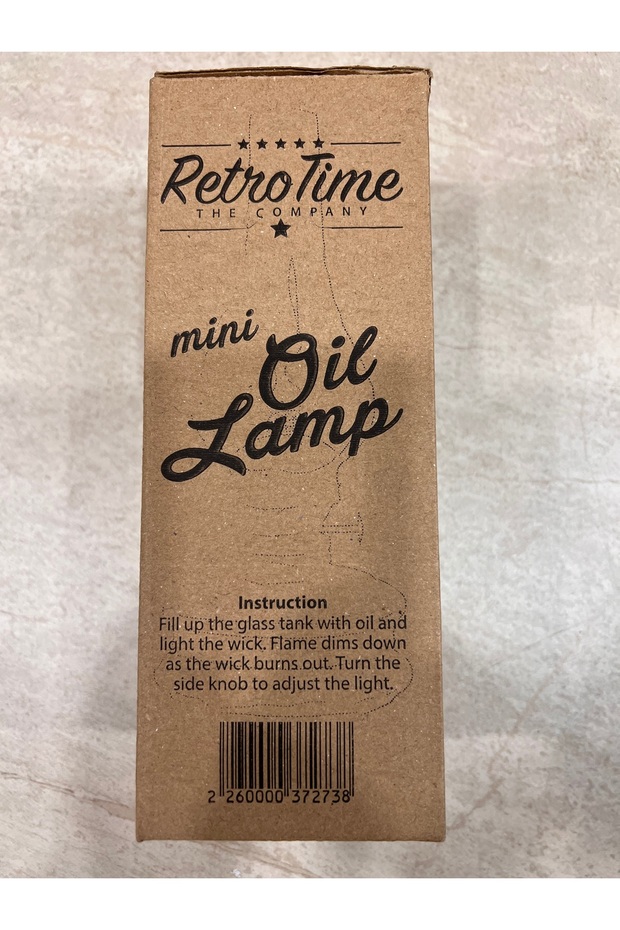 RetroTime
THE COMPANY
mini
Oil
Lamp
Instruction
Fill up the glass tank with oil and
light the wick. Flame dims down
as the wick burns out. Turn the
side knob to adjust the light.
2 260000 372738